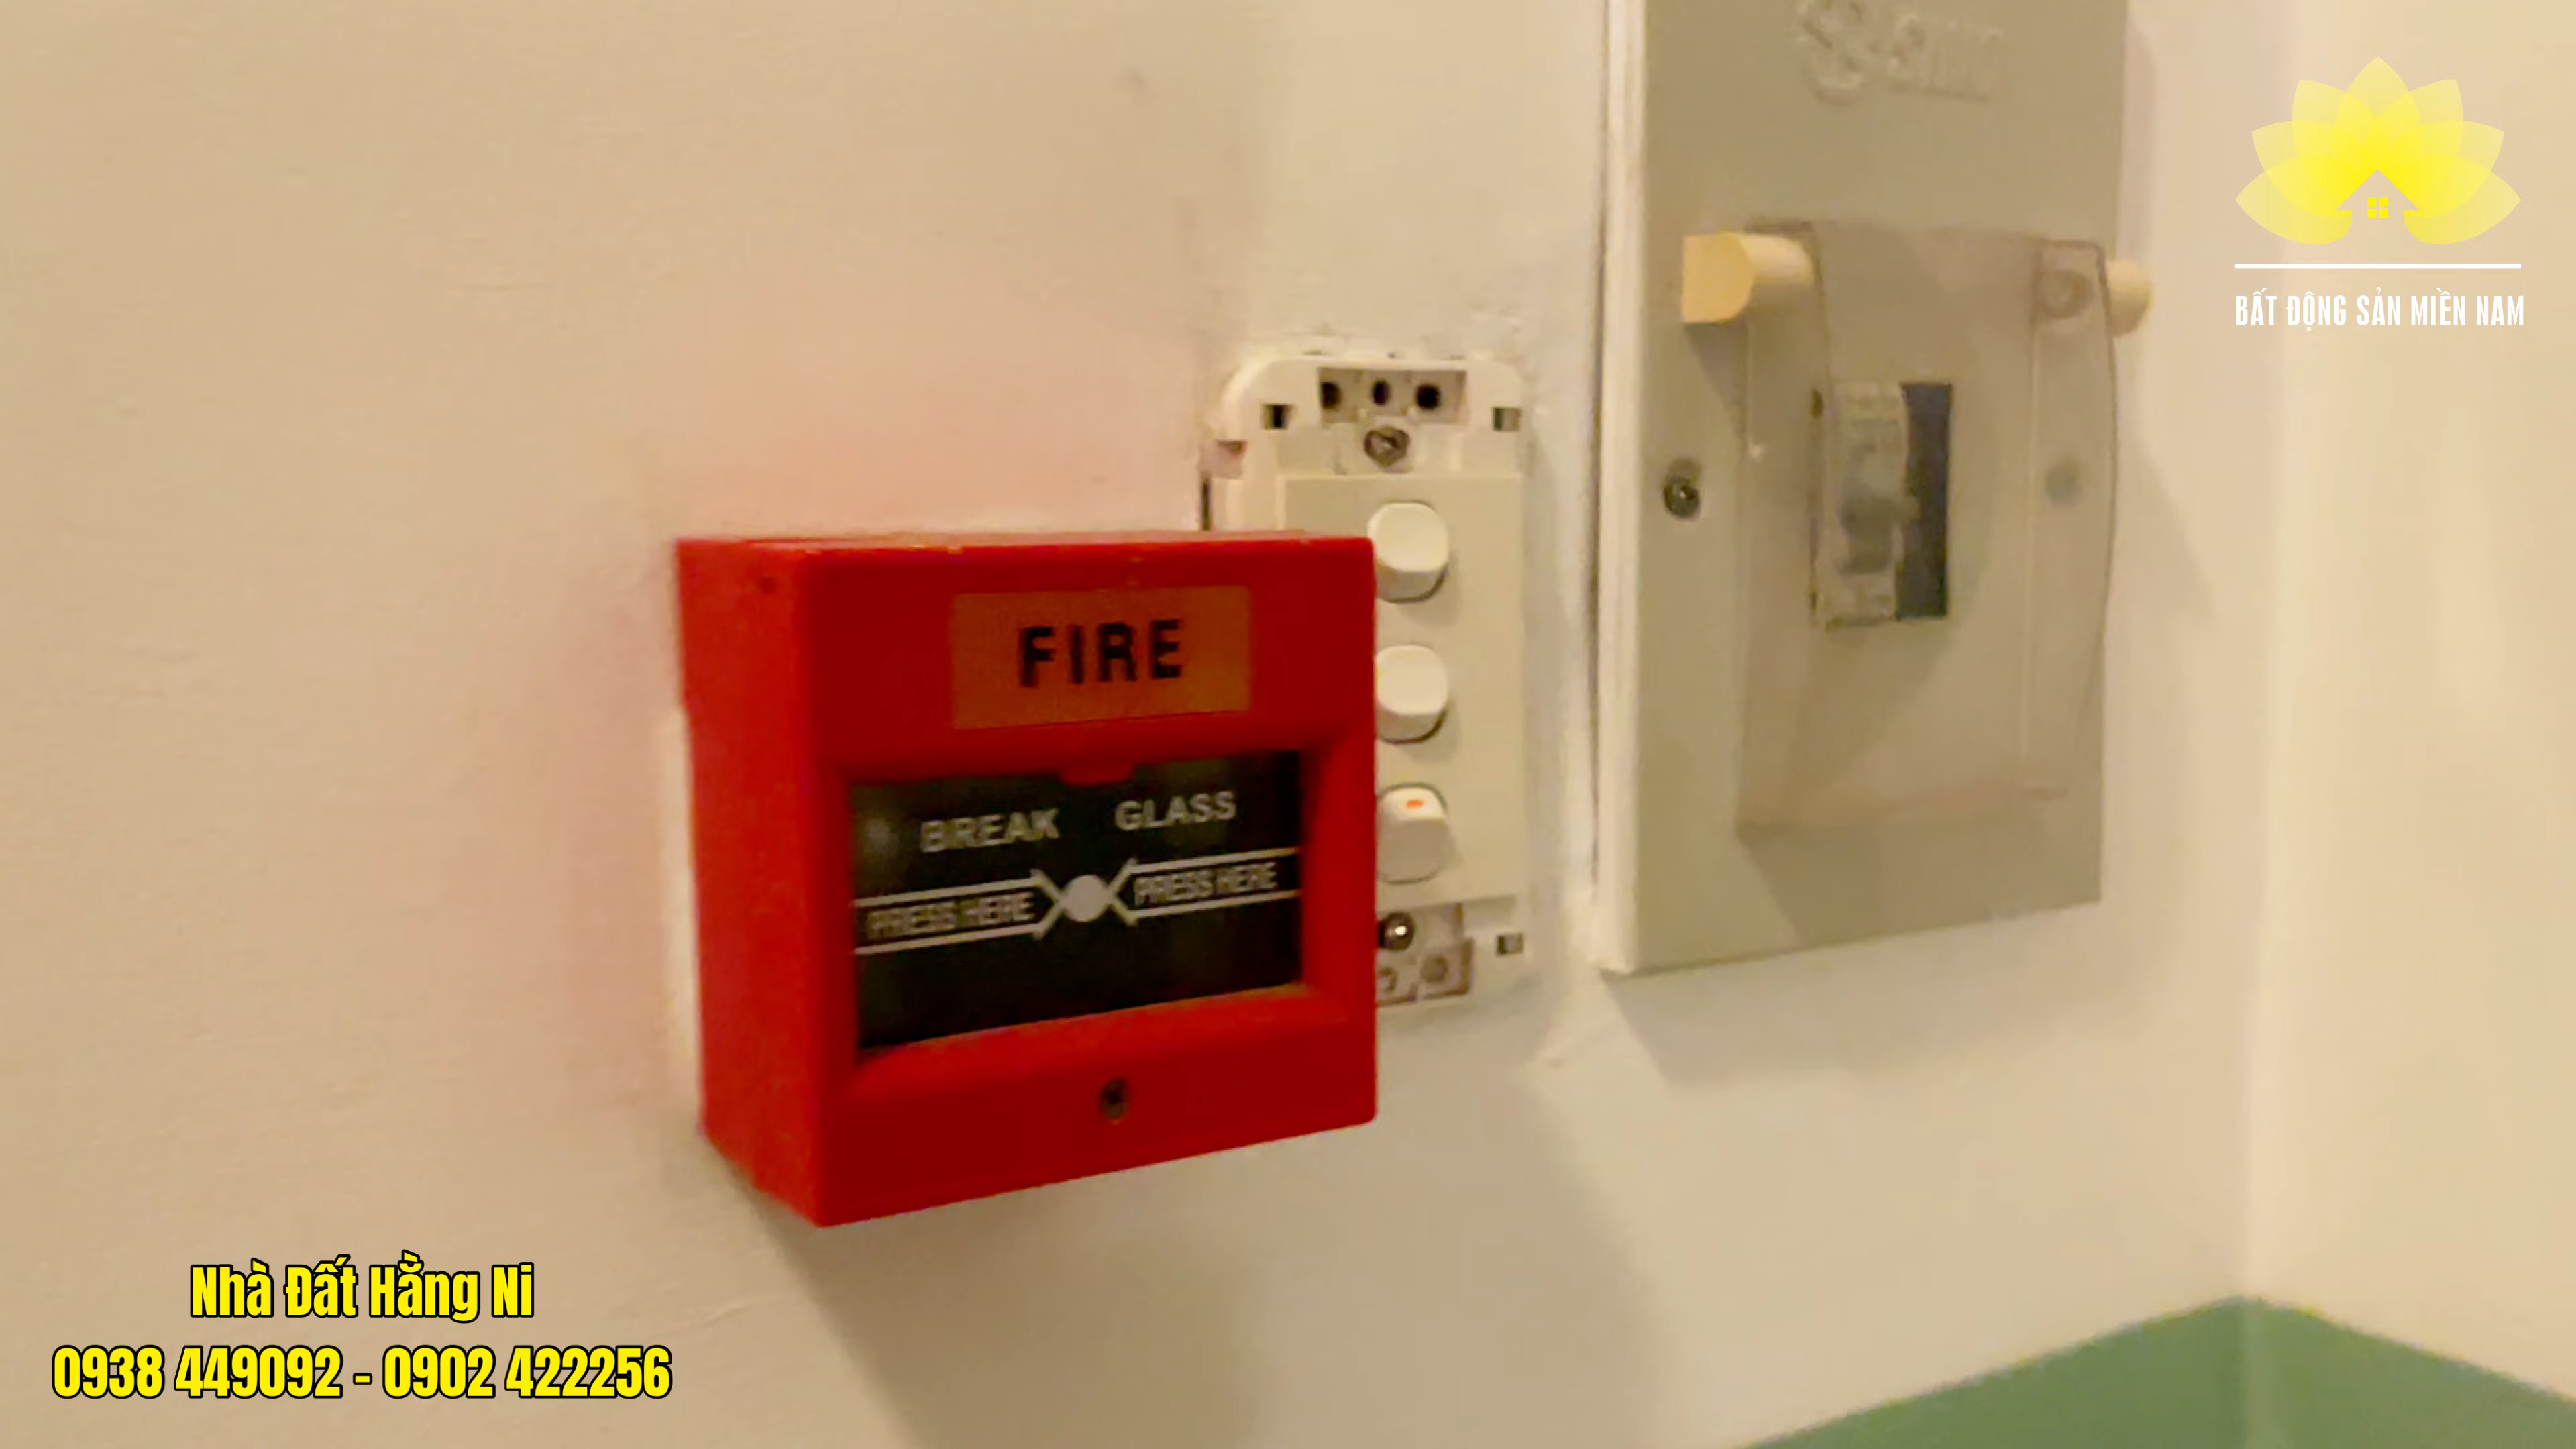 BẤT ĐỘNG SẢN MIỀN NAM
FIRE
BREAK GLASS
PRESS HERE PRESS HERE
Nhà Đất Hằng Ni
0938 449092 - 0902 422256